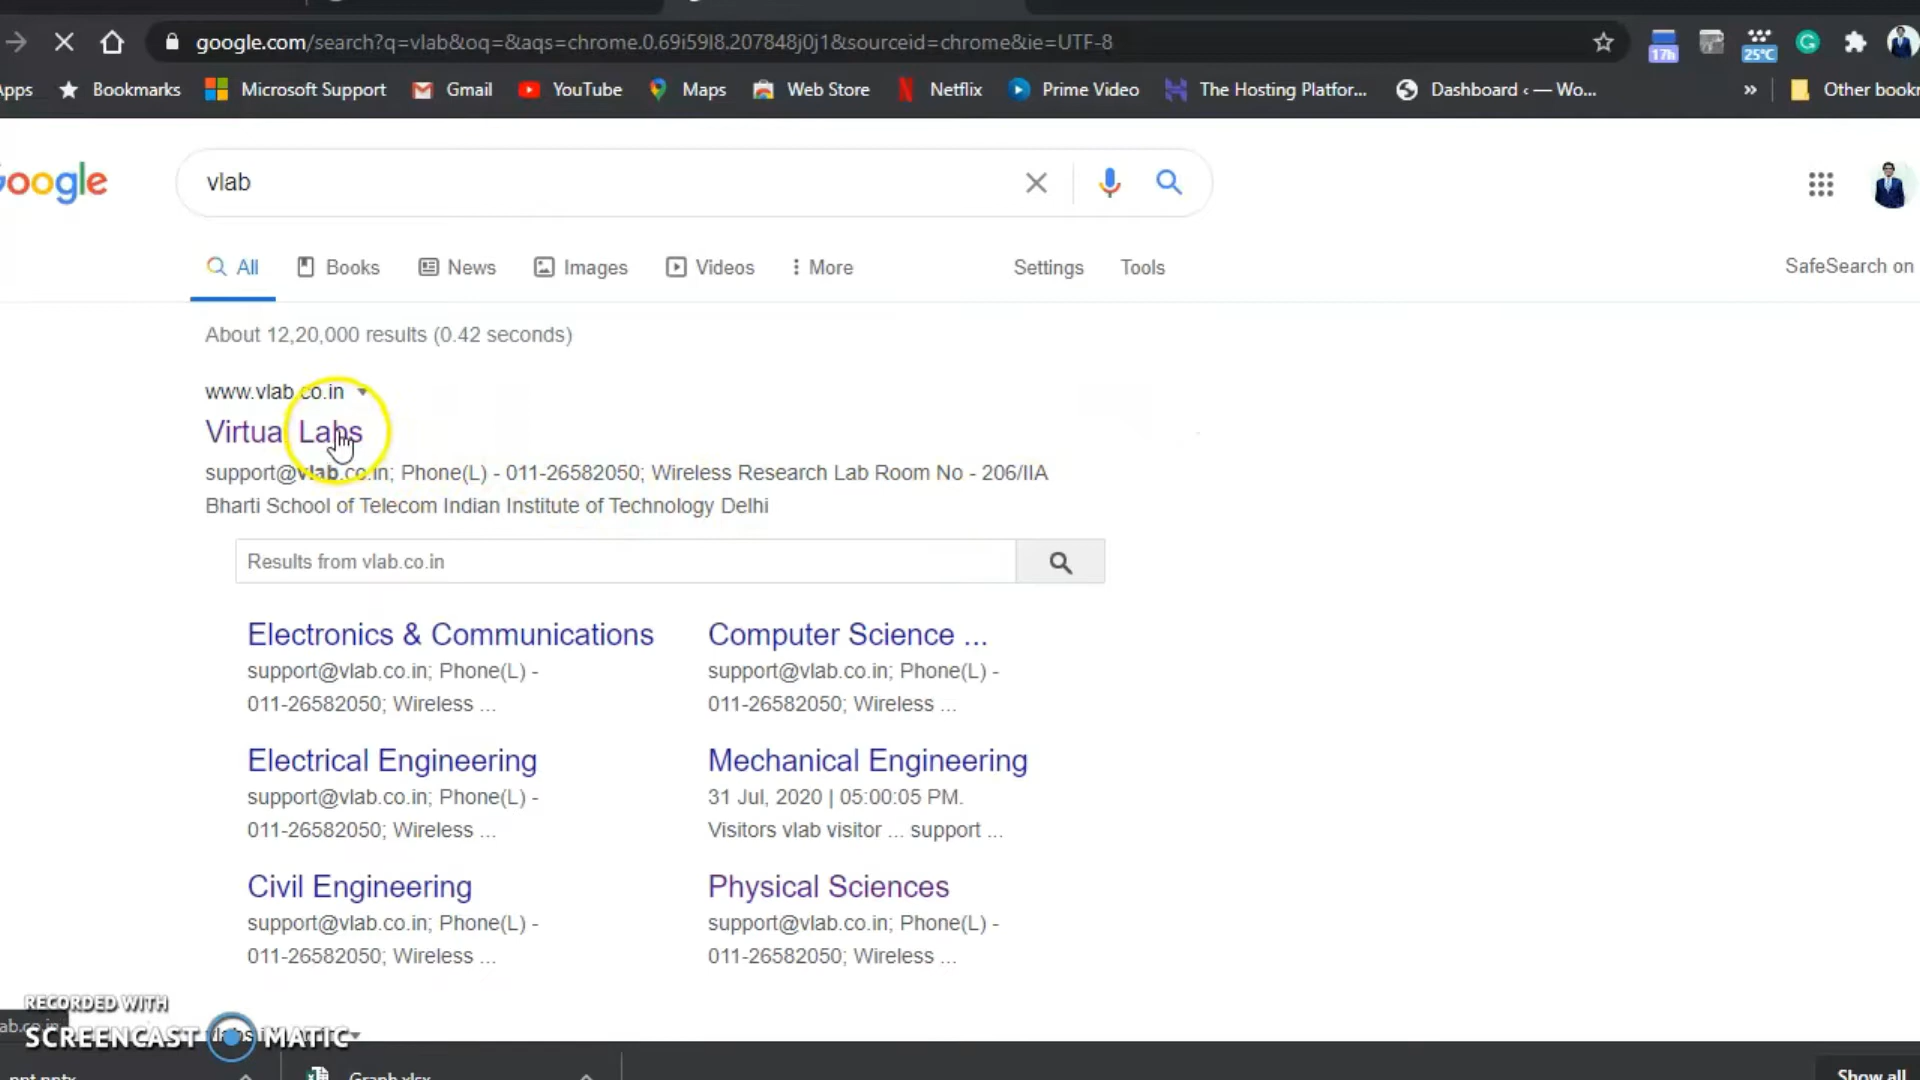 google.com/search?q=vlab&oq=&aqs=chrome.0.69i59l8.207848j0j1&sourceid=chrome&ie=UTF-8
17h
25°C
Apps Bookmarks Microsoft Support Gmail YouTube Maps Web Store Netflix Prime Video The Hosting Platfor... Dashboard ‹ — Wo... » Other bookr
Google
vlab
All Books News Images Videos More Settings Tools SafeSearch on
About 12,20,000 results (0.42 seconds)
www.vlab.co.in
Virtual Labs
support@vlab.co.in; Phone(L) - 011-26582050; Wireless Research Lab Room No - 206/IIA
Bharti School of Telecom Indian Institute of Technology Delhi
Results from vlab.co.in
Electronics & Communications
support@vlab.co.in; Phone(L) -
011-26582050; Wireless ...
Computer Science ...
support@vlab.co.in; Phone(L) -
011-26582050; Wireless ...
Electrical Engineering
support@vlab.co.in; Phone(L) -
011-26582050; Wireless ...
Mechanical Engineering
31 Jul, 2020 | 05:00:05 PM.
Visitors vlab visitor ... support ...
Civil Engineering
support@vlab.co.in; Phone(L) -
011-26582050; Wireless ...
Physical Sciences
support@vlab.co.in; Phone(L) -
011-26582050; Wireless ...
RECORDED WITH
SCREENCAST MATIC
ppt.pptx Graph.xlsx Show all